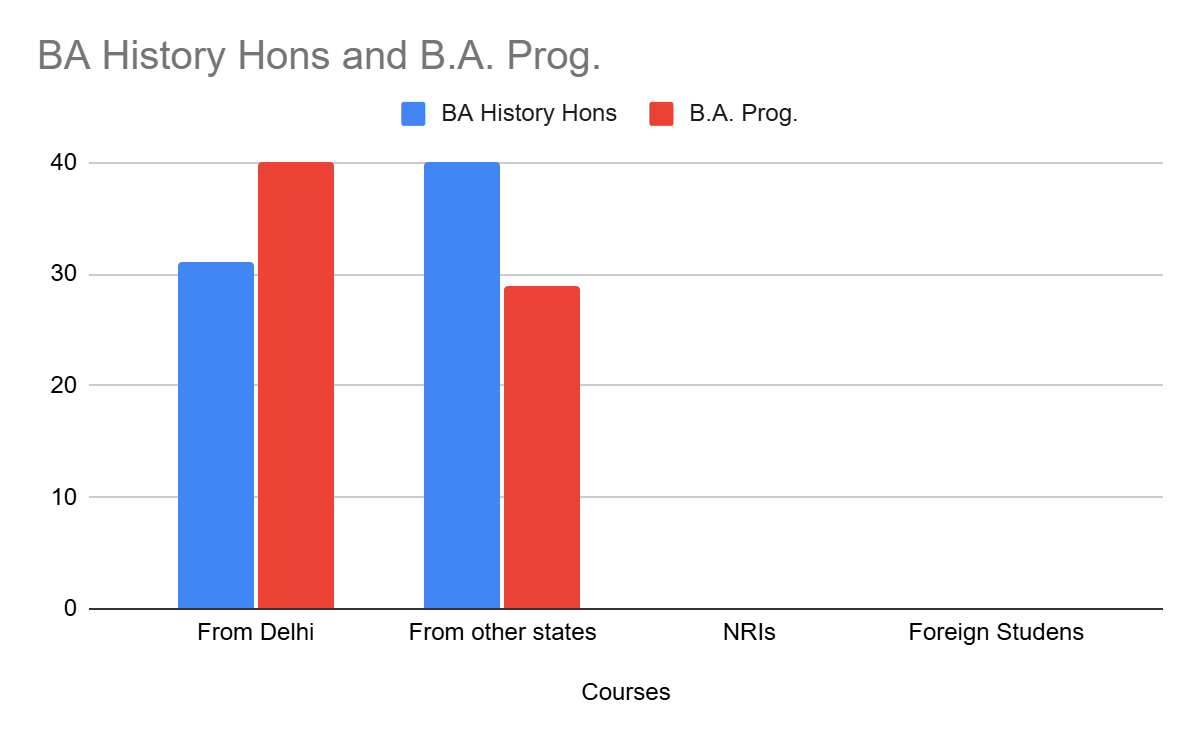 BA History Hons and B.A. Prog.
BA History Hons B.A. Prog.
40
30
20
10
0
From Delhi From other states NRIs Foreign Studens
Courses